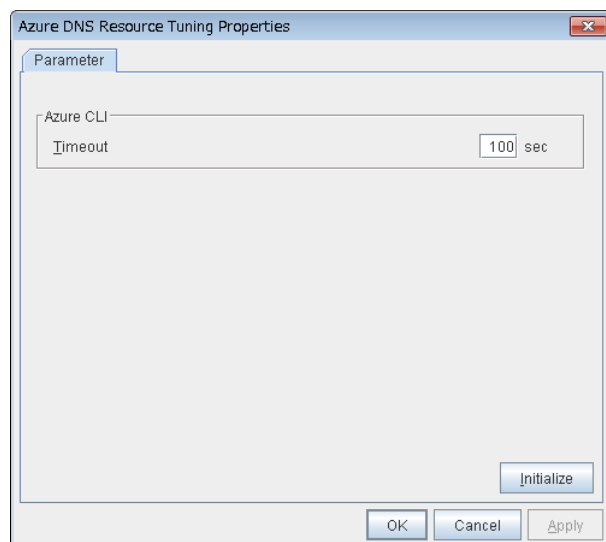 Azure DNS Resource Tuning Properties
Parameter
Azure CLI
Timeout 100 sec
Initialize
OK Cancel Apply